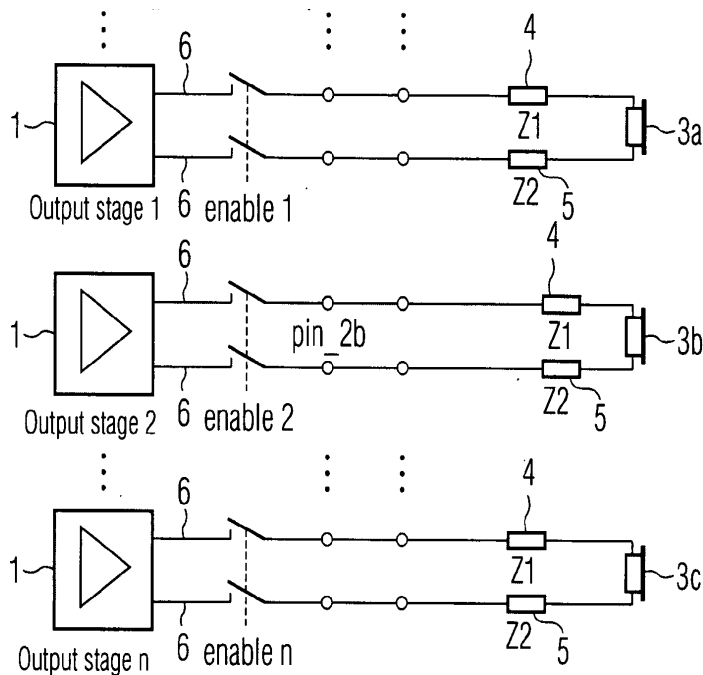 6
4
1
Z1
3a
Z2
Output stage 1
6
enable 1
5
6
4
1
pin_2b
Z1
3b
Z2
Output stage 2
6
enable 2
5
6
4
1
Z1
3c
Z2
Output stage n
6
enable n
5